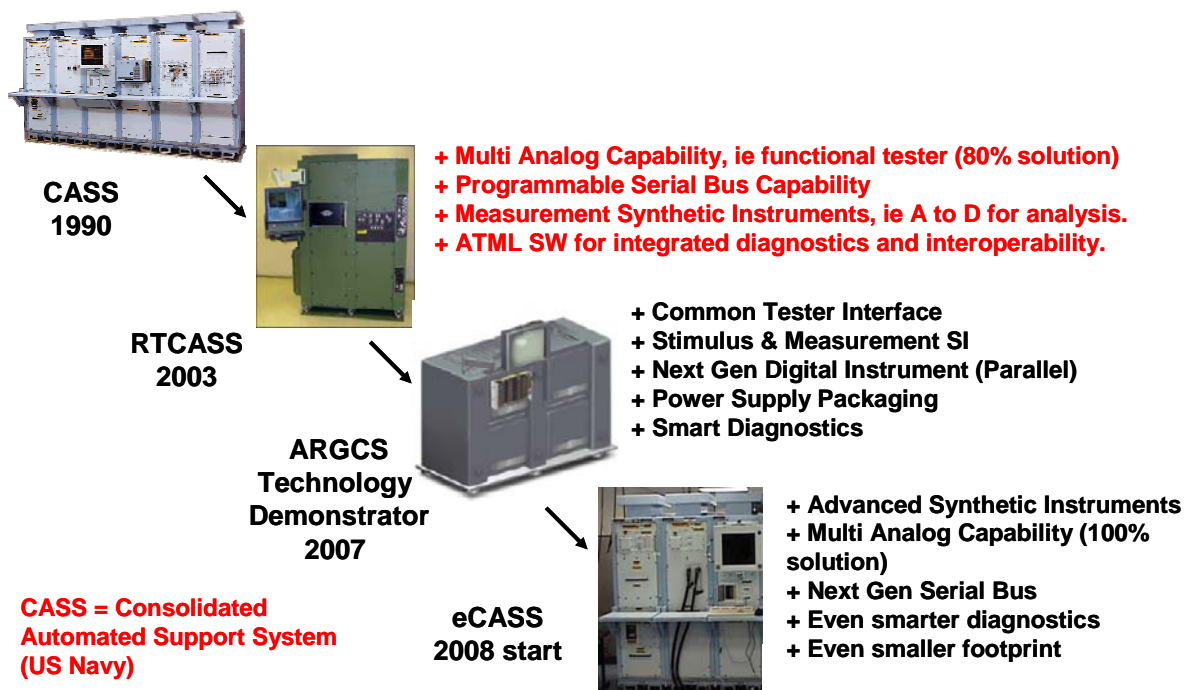 CASS
1990
+ Multi Analog Capability, ie functional tester (80% solution)
+ Programmable Serial Bus Capability
+ Measurement Synthetic Instruments, ie A to D for analysis.
+ ATML SW for integrated diagnostics and interoperability.
RTCASS
2003
+ Common Tester Interface
+ Stimulus & Measurement SI
+ Next Gen Digital Instrument (Parallel)
+ Power Supply Packaging
+ Smart Diagnostics
ARGCS
Technology
Demonstrator
2007
+ Advanced Synthetic Instruments
+ Multi Analog Capability (100%
solution)
+ Next Gen Serial Bus
+ Even smarter diagnostics
+ Even smaller footprint
eCASS
2008 start
CASS = Consolidated
Automated Support System
(US Navy)